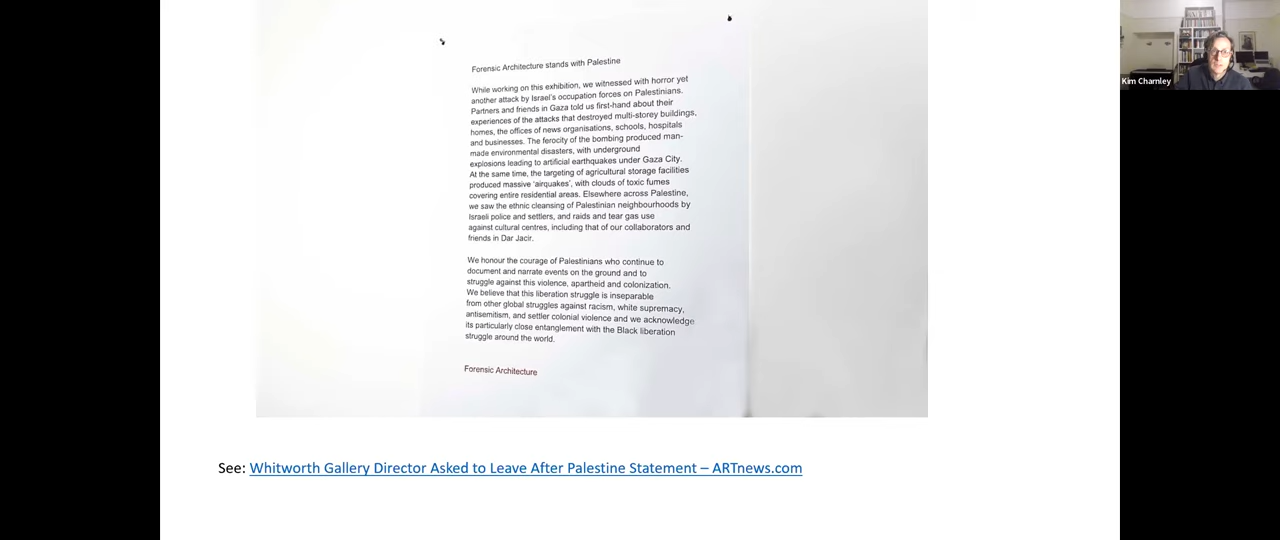 Forensic Architecture stands with Palestine
While working on this exhibition, we witnessed with horror yet
another attack by Israel's occupation forces on Palestinians.
Partners and friends in Gaza told us first-hand about their
experiences of the attacks that destroyed multi-storey buildings,
homes, the offices of news organisations, schools, hospitals
and businesses. The ferocity of the bombing produced man-
made environmental disasters, with underground
explosions leading to artificial earthquakes under Gaza City.
At the same time, the targeting of agricultural storage facilities
produced massive 'airquakes', with clouds of toxic fumes
covering entire residential areas. Elsewhere across Palestine,
we saw the ethnic cleansing of Palestinian neighbourhoods by
Israeli police and settlers, and raids and tear gas use
against cultural centres, including that of our collaborators and
friends in Dar Jacir.
We honour the courage of Palestinians who continue to
document and narrate events on the ground and to
struggle against this violence, apartheid and colonization.
We believe that this liberation struggle is inseparable
from other global struggles against racism, white supremacy,
antisemitism, and settler colonial violence and we acknowledge
its particularly close entanglement with the Black liberation
struggle around the world.
Forensic Architecture
See: Whitworth Gallery Director Asked to Leave After Palestine Statement – ARTnews.com
Kim Charnley